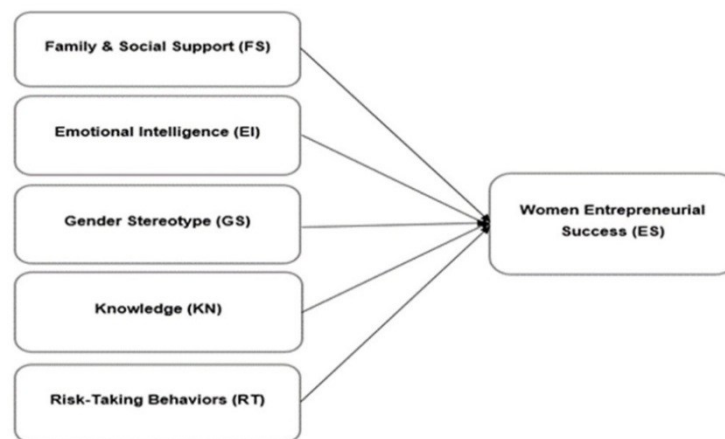 Family & Social Support (FS)
Emotional Intelligence (EI)
Gender Stereotype (GS)
Knowledge (KN)
Risk-Taking Behaviors (RT)
Women Entrepreneurial
Success (ES)